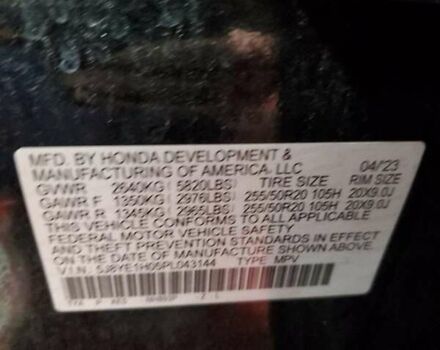 MFD. BY HONDA DEVELOPMENT &
MANUFACTURING OF AMERICA, LLC 04/23
GVWR 2640KG ( 5820LBS) TIRE SIZE RIM SIZE
GAWR F 1350KG ( 2976LBS) 255/50R20 105H 20X9.0J
GAWR R 1345KG ( 2965LBS) 255/50R20 105H 20X9.0J
THIS VEHICLE CONFORMS TO ALL APPLICABLE
FEDERAL MOTOR VEHICLE SAFETY
AND THEFT PREVENTION STANDARDS IN EFFECT
ON THE DATE OF MANUFACTURE SHOWN ABOVE.
V.I.N.: 5J8YE1H05PL043144 TYPE: MPV